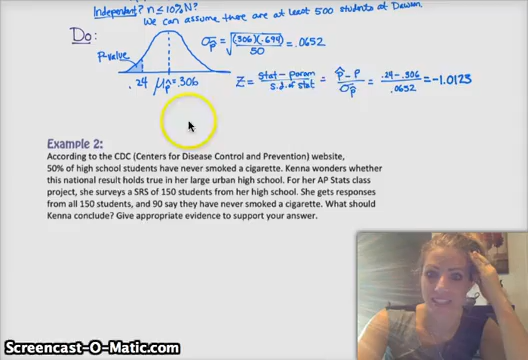 Independent? n ≤ 10% N?
We can assume there are at least 500 students at Dewan.
Do:
P-value
σp̂ = √(.306)(.694) / 50 = .0652
.24 μp̂ = .306
Z = stat - param / s.d. of stat = p̂ - p / σp̂ = .24 - .306 / .0652 = -1.0123
Example 2:
According to the CDC (Centers for Disease Control and Prevention) website,
50% of high school students have never smoked a cigarette. Kenna wonders whether
this national result holds true in her large urban high school. For her AP Stats class
project, she surveys a SRS of 150 students from her high school. She gets responses
from all 150 students, and 90 say they have never smoked a cigarette. What should
Kenna conclude? Give appropriate evidence to support your answer.
Screencast-O-Matic.com